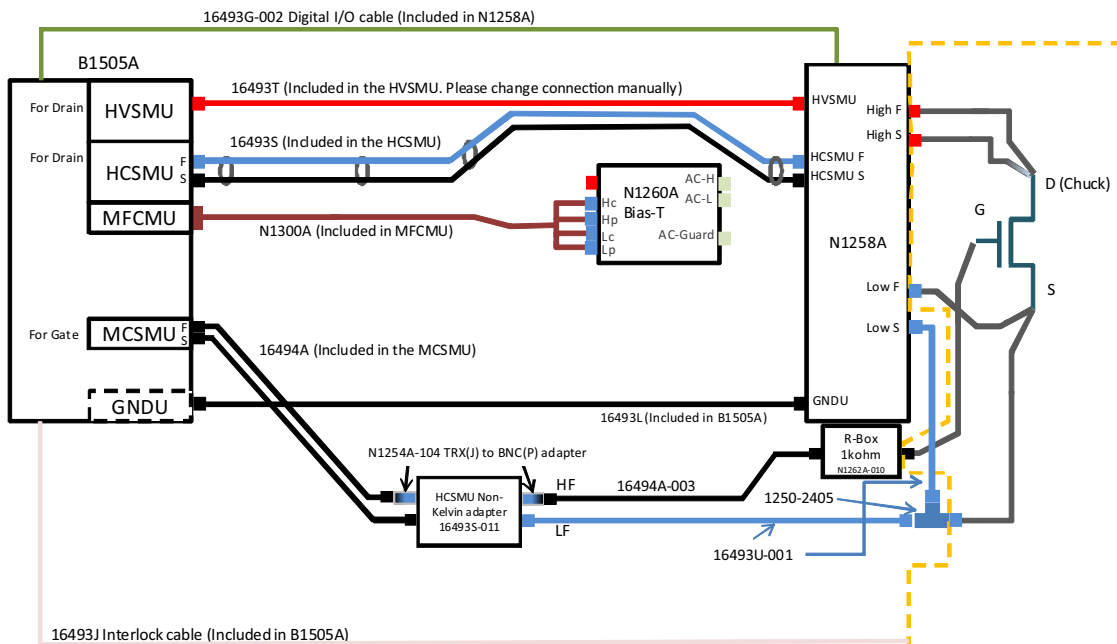 16493G-002 Digital I/O cable (Included in N1258A)
B1505A
16493T (Included in the HVSMU. Please change connection manually)
For Drain
HVSMU
HVSMU
High F
High S
16493S (Included in the HCSMU)
For Drain
HCSMU
F
S
HCSMU F
HCSMU S
N1260A
Bias-T
AC-H
AC-L
AC-Guard
Hc
Hp
Lc
Lp
D (Chuck)
G
S
MFCMU
N1300A (Included in MFCMU)
N1258A
Low F
Low S
For Gate
MCSMU
F
S
16494A (Included in the MCSMU)
GNDU
GNDU
16493L(Included in B1505A)
R-Box
1kohm
N1262A-010
N1254A-104 TRX(J) to BNC(P) adapter
HCSMU Non-
Kelvin adapter
16493S-011
HF
16494A-003
1250-2405
LF
16493U-001
16493J Interlock cable (Included in B1505A)